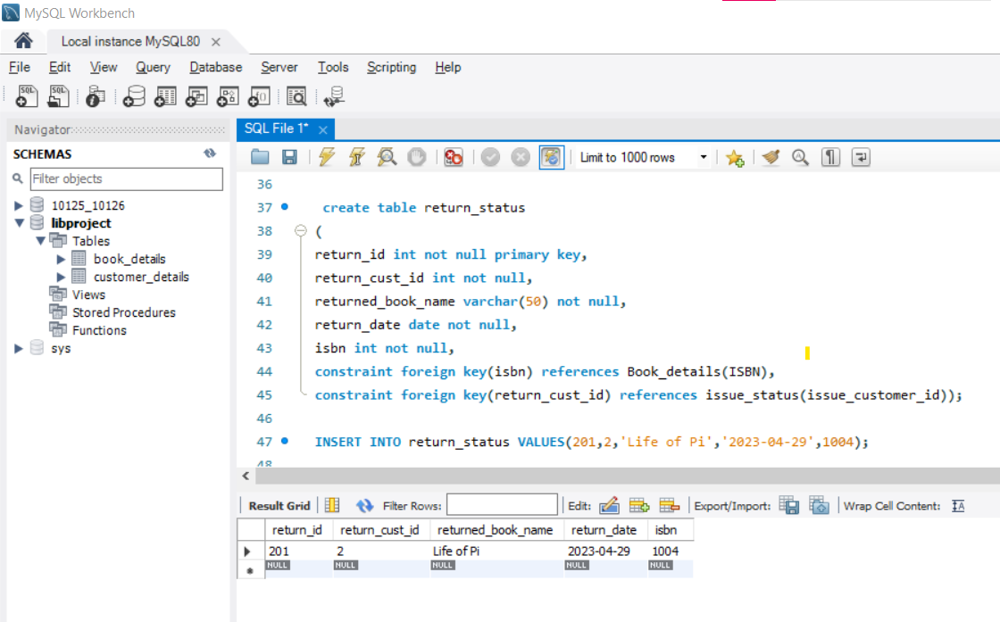 MySQL Workbench
Local instance MySQL80
File Edit View Query Database Server Tools Scripting Help
Navigator
SCHEMAS
Filter objects
10125_10126
libproject
Tables
book_details
customer_details
Views
Stored Procedures
Functions
sys
SQL File 1*
Limit to 1000 rows
36
37 create table return_status
38 (
39 return_id int not null primary key,
40 return_cust_id int not null,
41 returned_book_name varchar(50) not null,
42 return_date date not null,
43 isbn int not null,
44 constraint foreign key(isbn) references Book_details(ISBN),
45 constraint foreign key(return_cust_id) references issue_status(issue_customer_id));
46
47 INSERT INTO return_status VALUES(201,2,'Life of Pi','2023-04-29',1004);
48
Result Grid Filter Rows: Edit: Export/Import: Wrap Cell Content: IA
return_id return_cust_id returned_book_name return_date isbn
201 2 Life of Pi 2023-04-29 1004
NULL NULL NULL NULL NULL